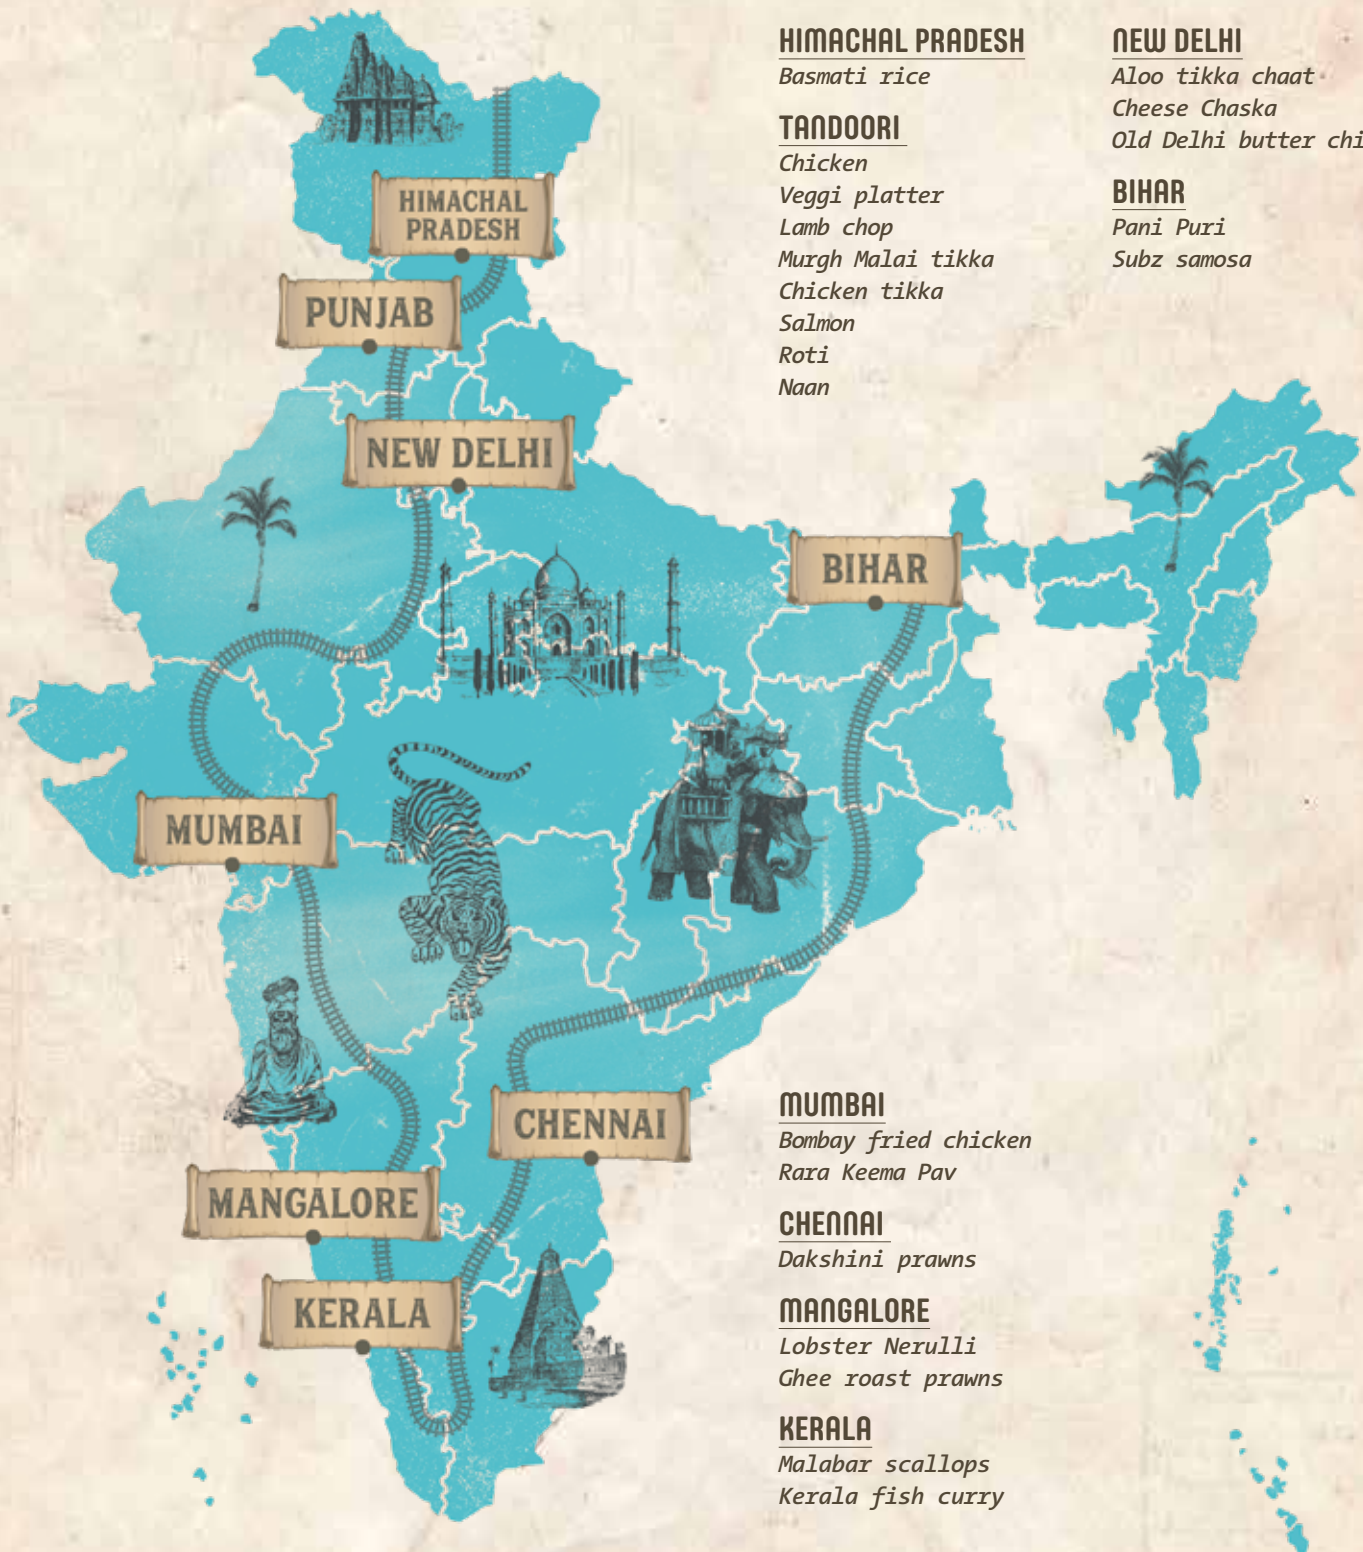 HIMACHAL
PRADESH
PUNJAB
NEW DELHI
BIHAR
MUMBAI
CHENNAI
MANGALORE
KERALA
HIMACHAL PRADESH
Basmati rice
TANDOORI
Chicken
Veggi platter
Lamb chop
Murgh Malai tikka
Chicken tikka
Salmon
Roti
Naan
NEW DELHI
Aloo tikka chaat
Cheese Chaska
Old Delhi butter
BIHAR
Pani Puri
Subz samosa
MUMBAI
Bombay fried chicken
Rara Keema Pav
CHENNAI
Dakshini prawns
MANGALORE
Lobster Nerulli
Ghee roast prawns
KERALA
Malabar scallops
Kerala fish curry